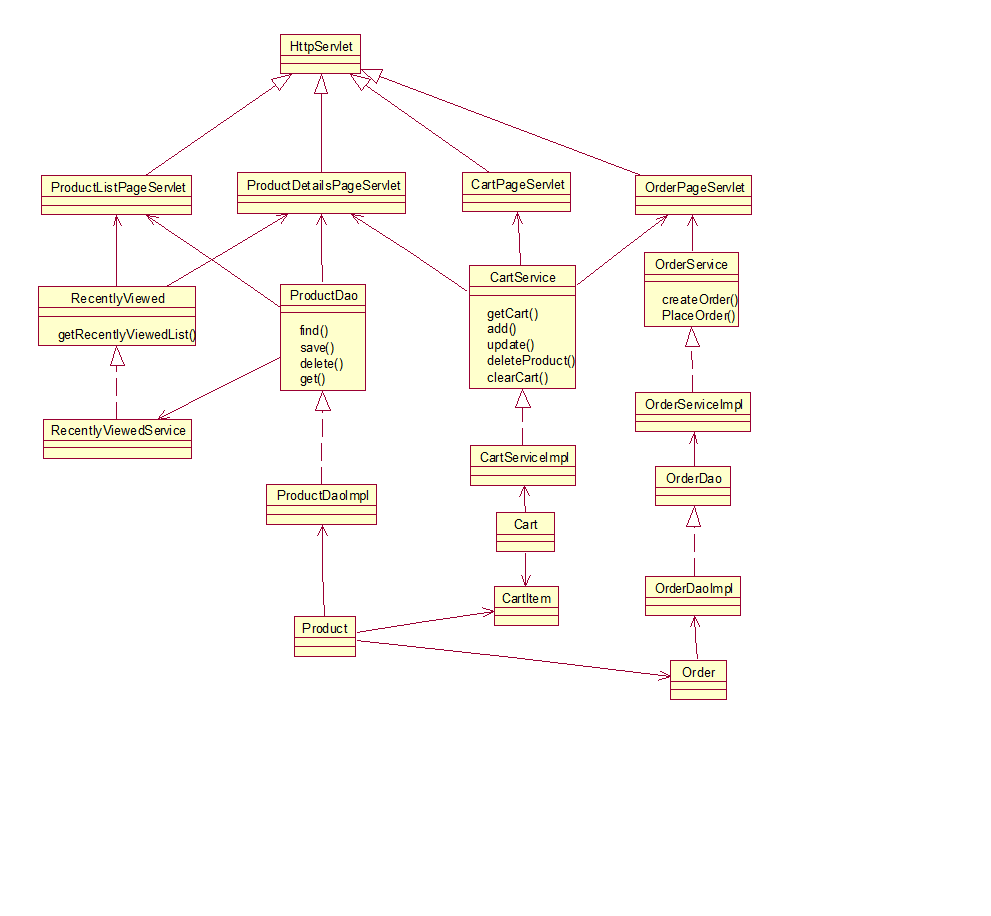 HttpServlet
ProductListPageServlet
ProductDetailsPageServlet
CartPageServlet
OrderPageServlet
RecentlyViewed
getRecentlyViewedList()
ProductDao
find()
save()
delete()
get()
CartService
getCart()
add()
update()
deleteProduct()
clearCart()
OrderService
createOrder()
PlaceOrder()
RecentlyViewedService
OrderServiceImpl
CartServiceImpl
OrderDao
ProductDaoImpl
Cart
OrderDaoImpl
CartItem
Product
Order